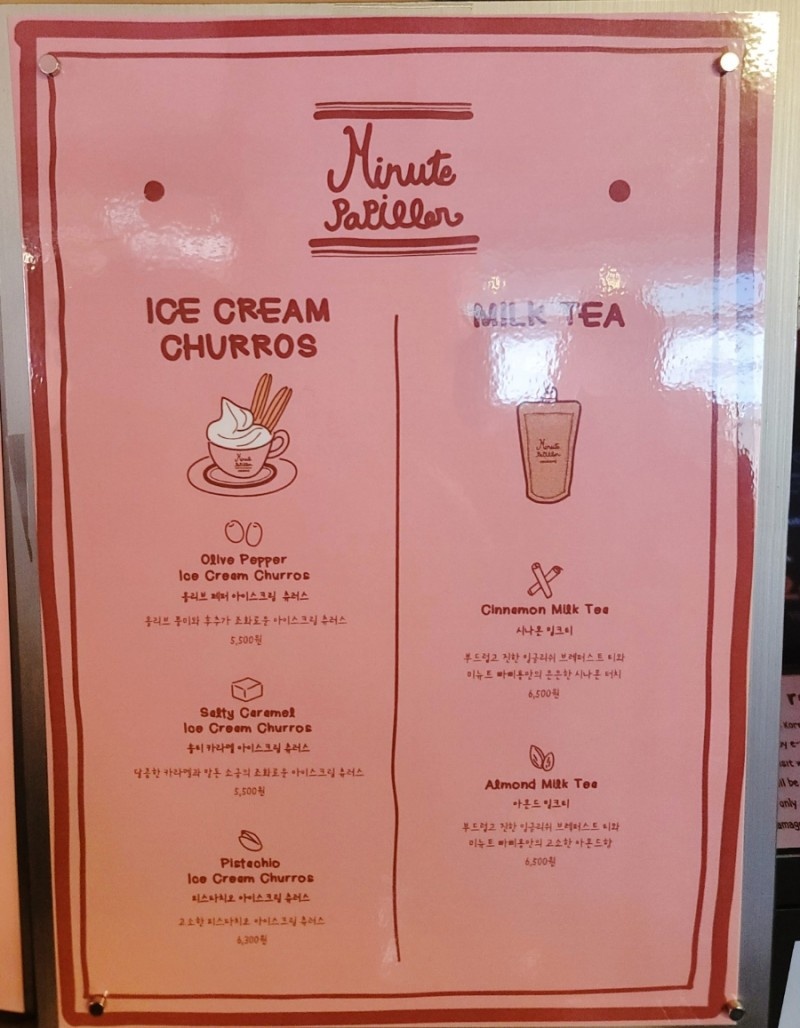 Minute
Papillon
ICE CREAM
CHURROS
Minute
Papillon
Olive Pepper
Ice Cream Churros
올리브 페퍼 아이스크림 츄러스
올리브 풍미와 후추가 조화로운 아이스크림 츄러스
5,500원
Salty Caramel
Ice Cream Churros
솔티 카라멜 아이스크림 츄러스
달콤한 카라멜과 말돈 소금의 조화로운 아이스크림 츄러스
5,500원
Pistachio
Ice Cream Churros
피스타치오 아이스크림 츄러스
고소한 피스타치오 아이스크림 츄러스
6,300원
MILK TEA
Minute
Papillon
Cinnamon Milk Tea
시나몬 밀크티
부드럽고 진한 잉글리쉬 브렉퍼스트 티와
미뉴트 빠삐용만의 은은한 시나몬 터치
6,500원
Almond Milk Tea
아몬드 밀크티
부드럽고 진한 잉글리쉬 브렉퍼스트 티와
미뉴트 빠삐용만의 고소한 아몬드향
6,500원